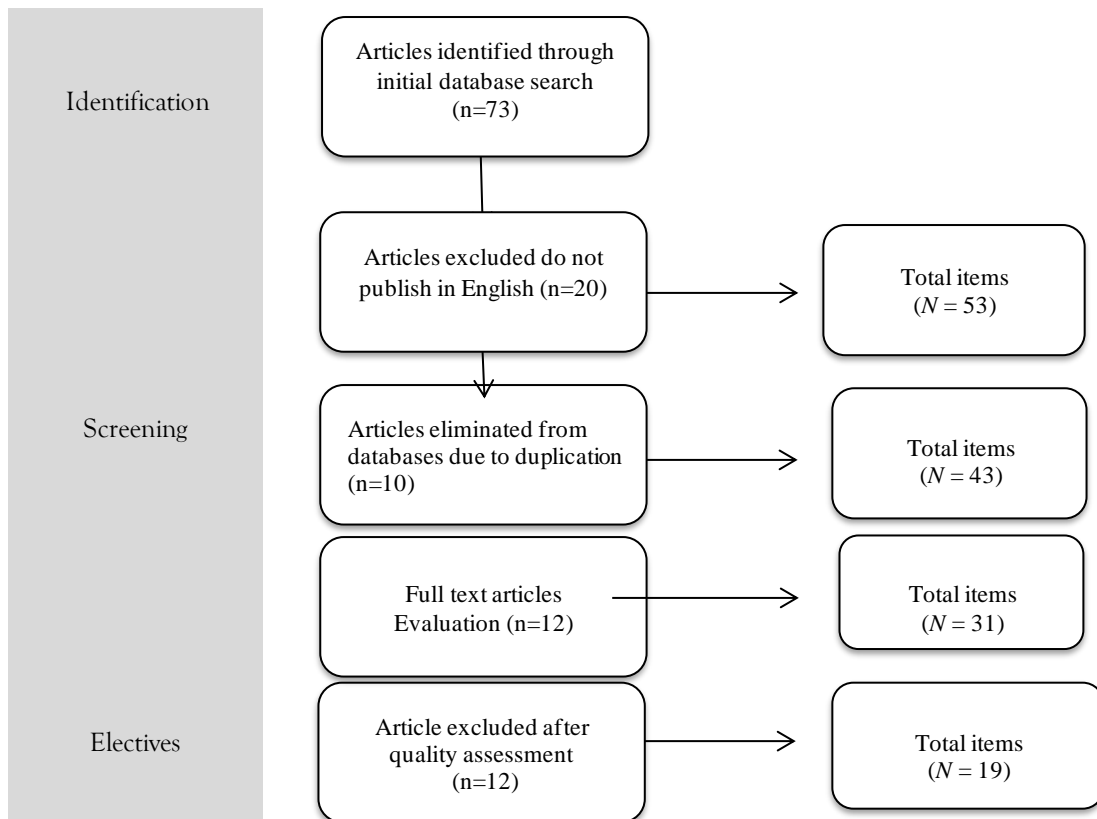 Identification
Articles identified through
initial database search
(n=73)
Articles excluded do not
publish in English (n=20)
Total items
(N = 53)
Screening
Articles eliminated from
databases due to duplication
(n=10)
Total items
(N = 43)
Full text articles
Evaluation (n=12)
Total items
(N = 31)
Electives
Article excluded after
quality assessment
(n=12)
Total items
(N = 19)